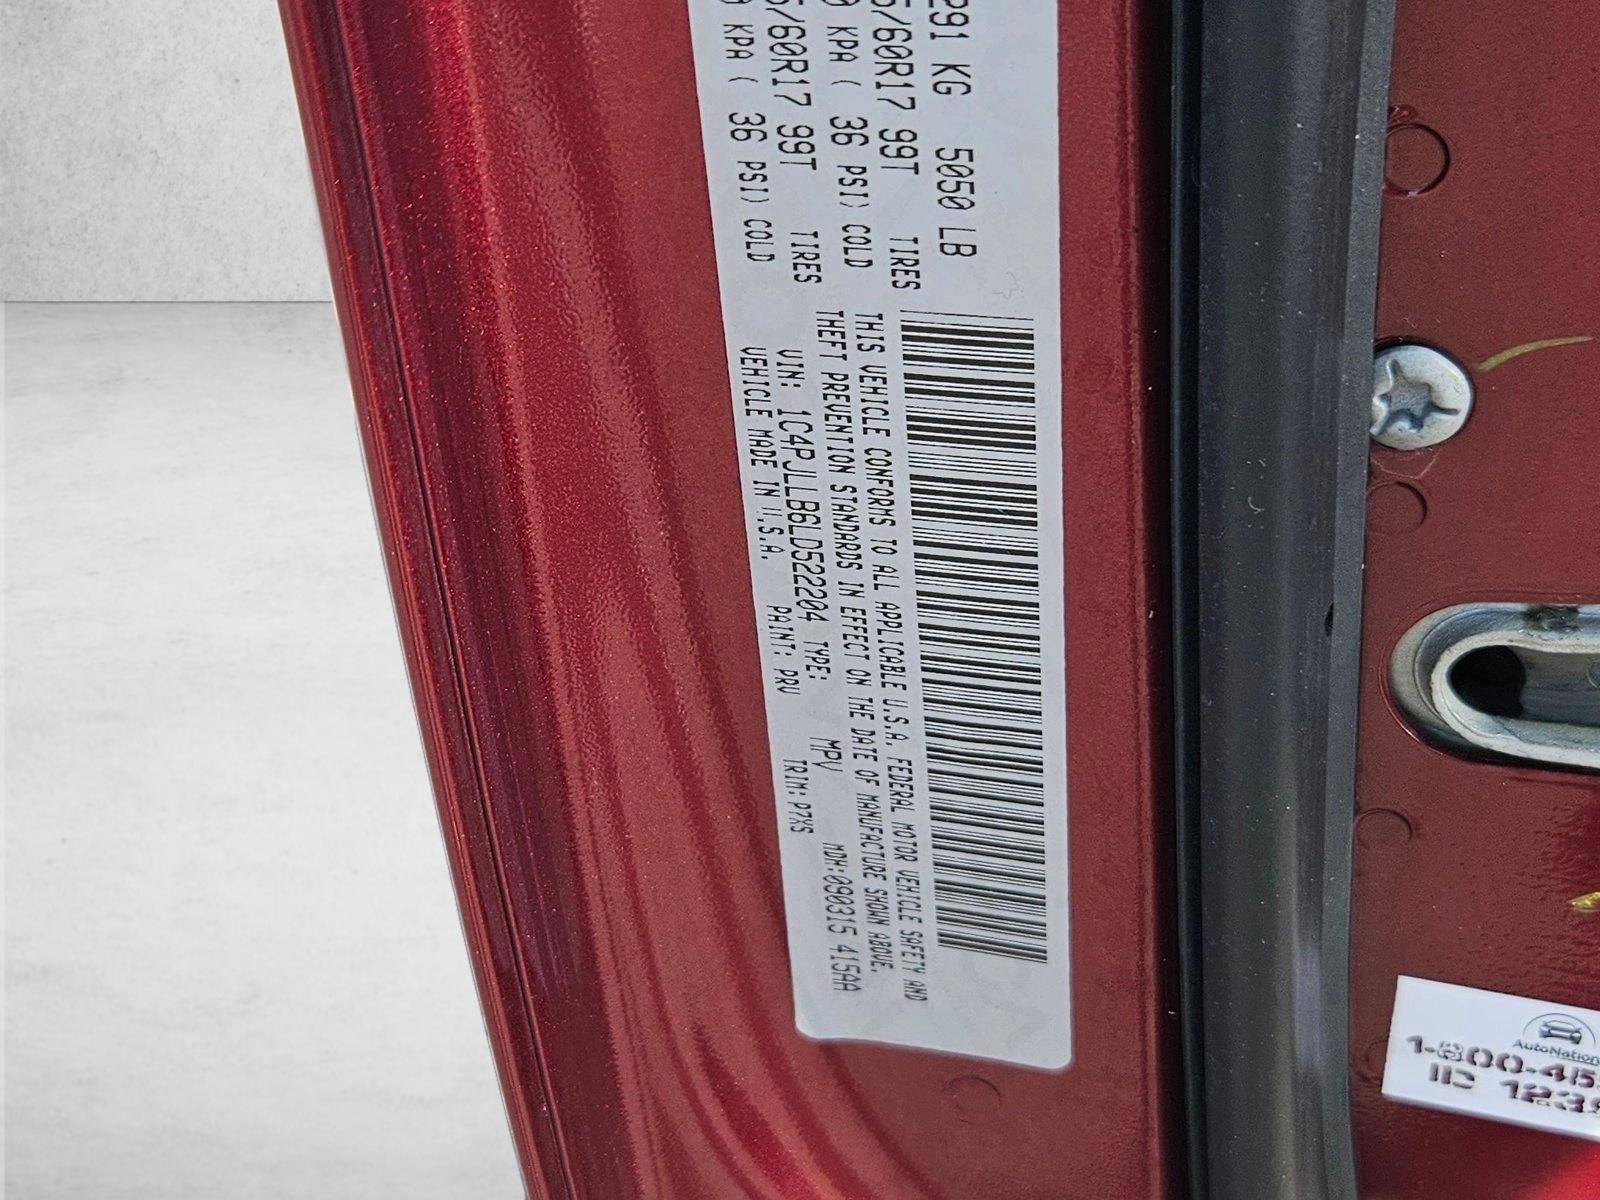 291 KG 5050 LB
/60R17 99T TIRES
KPA ( 36 PSI) COLD
/60R17 99T TIRES
KPA ( 36 PSI) COLD
THIS VEHICLE CONFORMS TO ALL APPLICABLE U.S.A. FEDERAL MOTOR VEHICLE SAFETY AND
THEFT PREVENTION STANDARDS IN EFFECT ON THE DATE OF MANUFACTURE SHOWN ABOVE.
VIN: 1C4PJLLB6LD522204 TYPE: MPV MDH:090315 415AA
VEHICLE MADE IN U.S.A. PAINT: PRV TRIM: P7XS
AutoNation
1-800-45